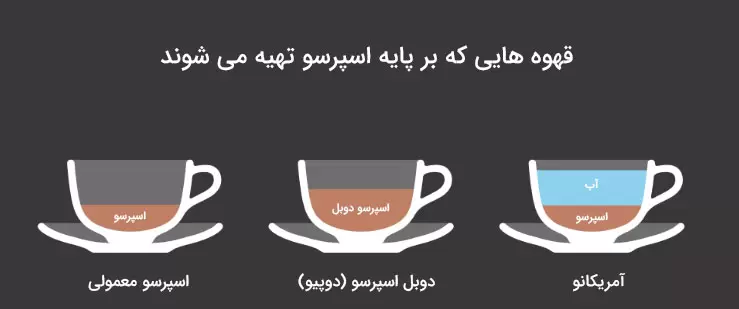 قهوه هایی که بر پایه اسپرسو تهیه می شوند
آب
اسپرسو
آمریکانو
اسپرسو دوبل
دوبل اسپرسو (دوپیو)
اسپرسو
اسپرسو معمولی